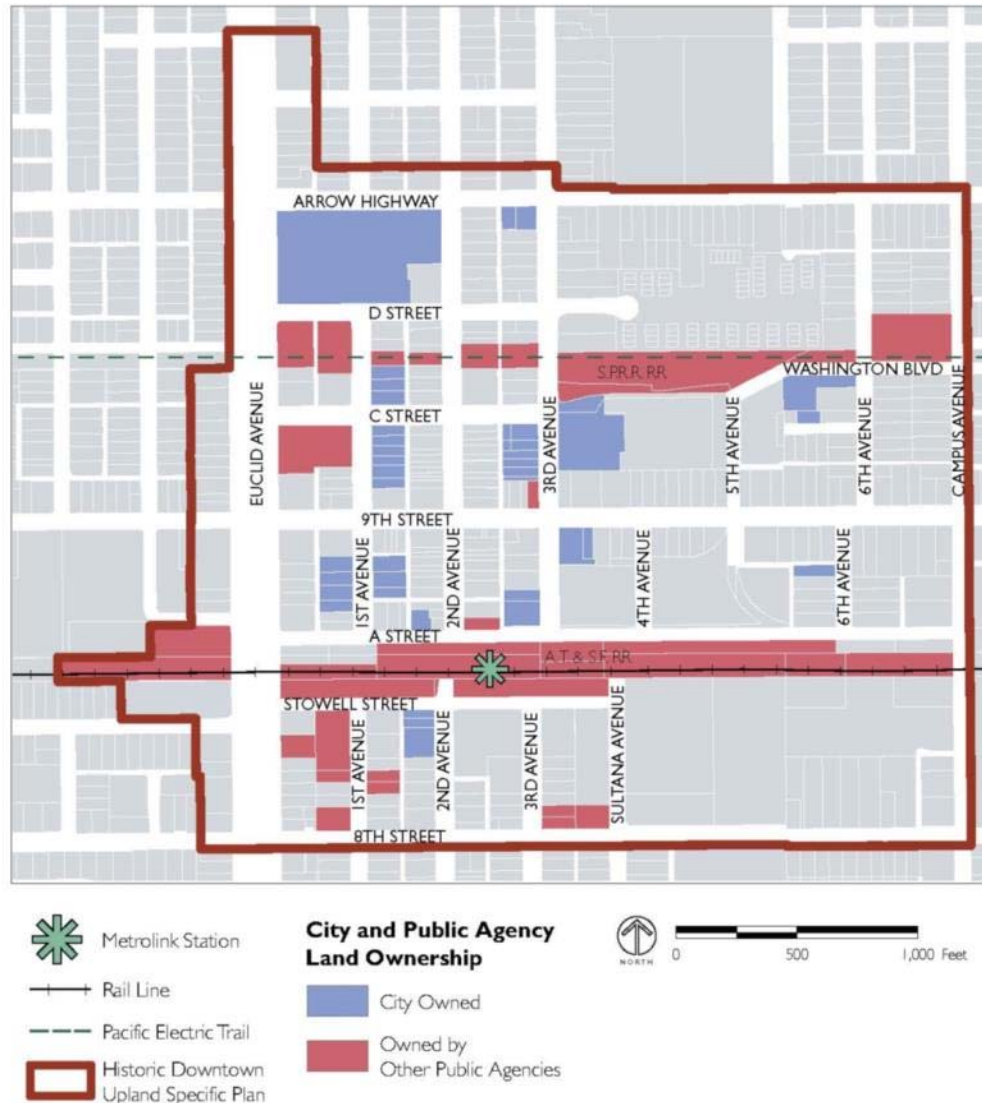 ARROW HIGHWAY
D STREET
S.P.R.R. RR
WASHINGTON BLVD
C STREET
EUCLID AVENUE
3RD AVENUE
5TH AVENUE
6TH AVENUE
CAMPUS AVENUE
9TH STREET
1ST AVENUE
2ND AVENUE
4TH AVENUE
6TH AVENUE
A STREET
A.T. & S.F. RR
STOWELL STREET
1ST AVENUE
2ND AVENUE
3RD AVENUE
SULTANA AVENUE
8TH STREET
Metrolink Station
Rail Line
Pacific Electric Trail
Historic Downtown
Upland Specific Plan
City and Public Agency
Land Ownership
City Owned
Owned by
Other Public Agencies
NORTH
0 500 1,000 Feet